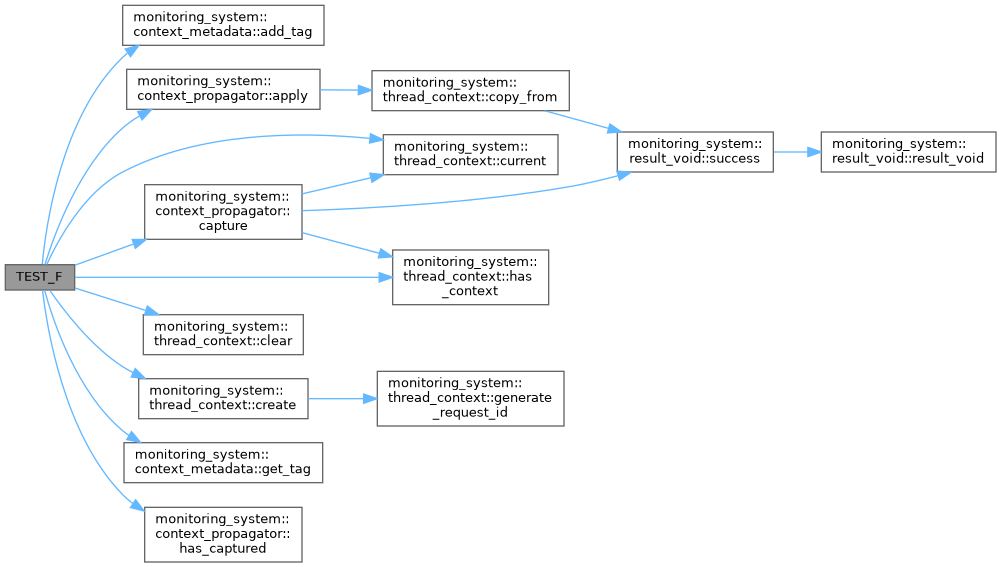 monitoring_system::
context_metadata::add_tag
monitoring_system::
context_propagator::apply
monitoring_system::
thread_context::copy_from
monitoring_system::
result_void::success
monitoring_system::
result_void::result_void
monitoring_system::
thread_context::current
monitoring_system::
context_propagator::
capture
monitoring_system::
thread_context::has
_context
TEST_F
monitoring_system::
thread_context::clear
monitoring_system::
thread_context::create
monitoring_system::
thread_context::generate
_request_id
monitoring_system::
context_metadata::get_tag
monitoring_system::
context_propagator::
has_captured